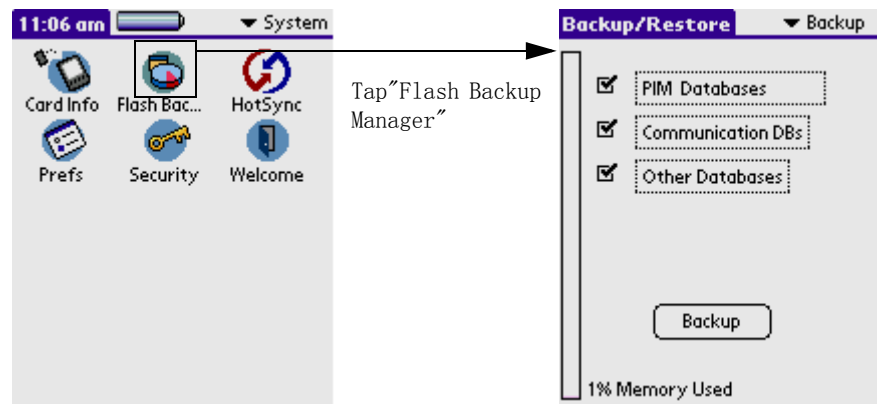 11:06 am
System
Card Info
Flash Bac...
HotSync
Prefs
Security
Welcome
Tap"Flash Backup
Manager"
Backup/Restore
Backup
PIM Databases
Communication DBs
Other Databases
Backup
1% Memory Used